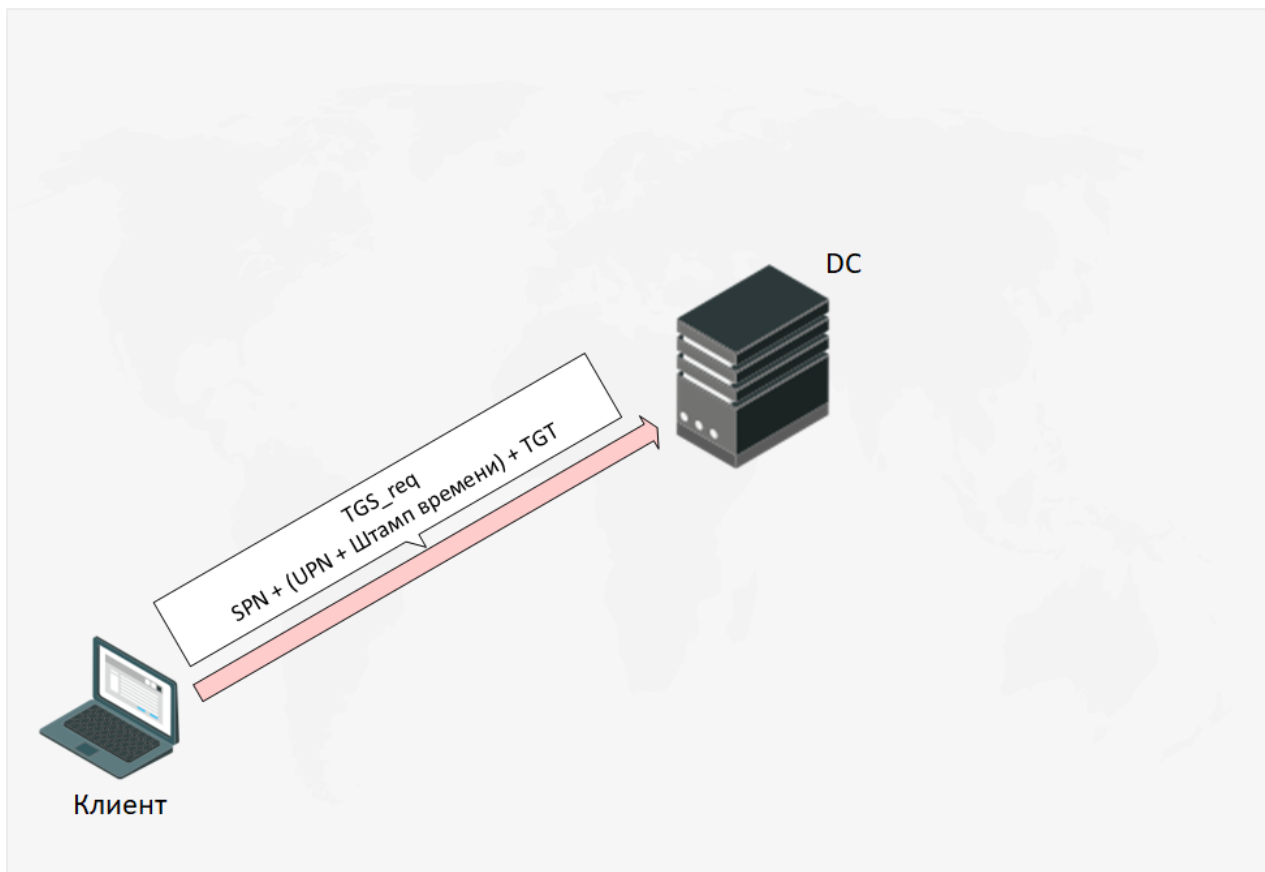 DC
TGS_req
SPN + (UPN + Штамп времени) + TGT
Клиент